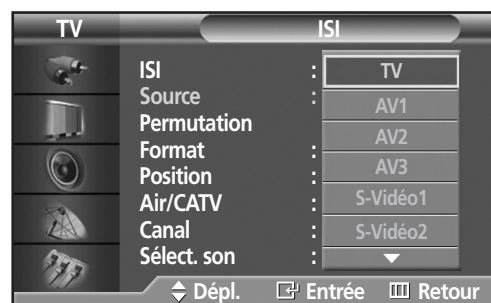 TV ISI
ISI : TV
Source : AV1
Permutation AV2
Format : AV3
Position :
Air/CATV : S-Vidéo1
Canal : S-Vidéo2
Sélect. son :
Dépl. Entrée Retour